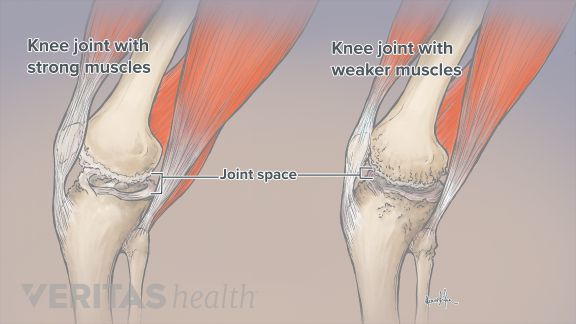 Knee joint with
strong muscles
Knee joint with
weaker muscles
Joint space
VERITAS health